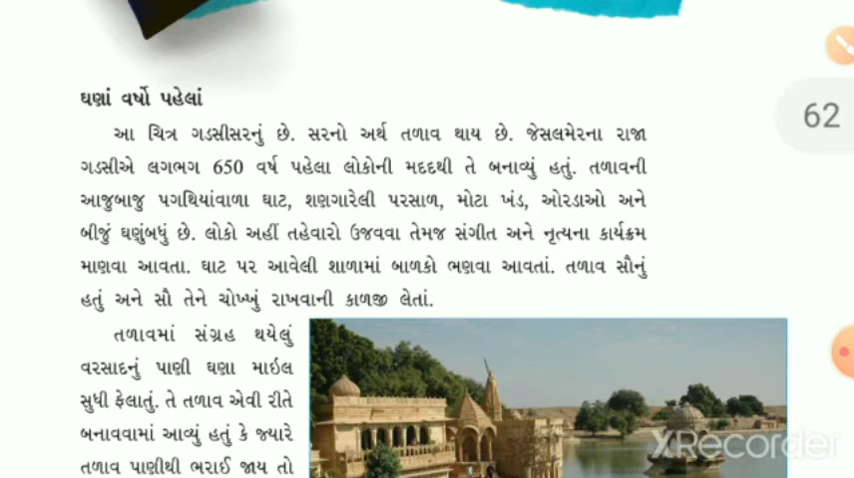 ઘણાં વર્ષો પહેલાં
આ ચિત્ર ગડસીસરનું છે. સરનો અર્થ તળાવ થાય છે. જેસલમેરના રાજા
ગડસીએ લગભગ 650 વર્ષ પહેલા લોકોની મદદથી તે બનાવ્યું હતું. તળાવની
આજુબાજુ પગથિયાંવાળા ઘાટ, શણગારેલી પરસાળ, મોટા ખંડ, ઓરડાઓ અને
બીજું ઘણુંબધું છે. લોકો અહીં તહેવારો ઉજવવા તેમજ સંગીત અને નૃત્યના કાર્યક્રમ
માણવા આવતા. ઘાટ પર આવેલી શાળામાં બાળકો ભણવા આવતાં. તળાવ સૌનું
હતું અને સૌ તેને ચોખ્ખું રાખવાની કાળજી લેતાં.
તળાવમાં સંગ્રહ થયેલું
વરસાદનું પાણી ઘણા માઇલ
સુધી ફેલાતું. તે તળાવ એવી રીતે
બનાવવામાં આવ્યું હતું કે જ્યારે
તળાવ પાણીથી ભરાઈ જાય તો
62
XRecorder